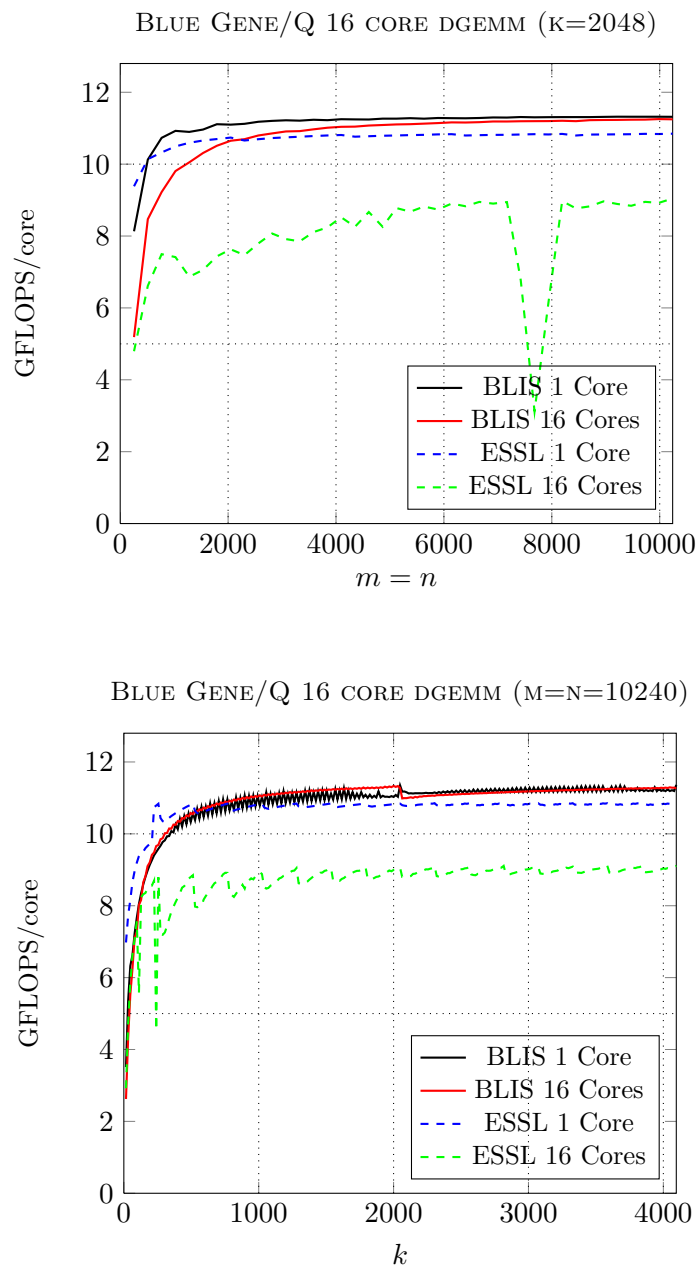 BLUE GENE/Q 16 CORE DGEMM (K=2048)
12
10
8
6
4
2
0
GFLOPS/core
BLIS 1 Core
BLIS 16 Cores
ESSL 1 Core
ESSL 16 Cores
0 2000 4000 6000 8000 10000
m = n
BLUE GENE/Q 16 CORE DGEMM (M=N=10240)
12
10
8
6
4
2
0
GFLOPS/core
BLIS 1 Core
BLIS 16 Cores
ESSL 1 Core
ESSL 16 Cores
0 1000 2000 3000 4000
k